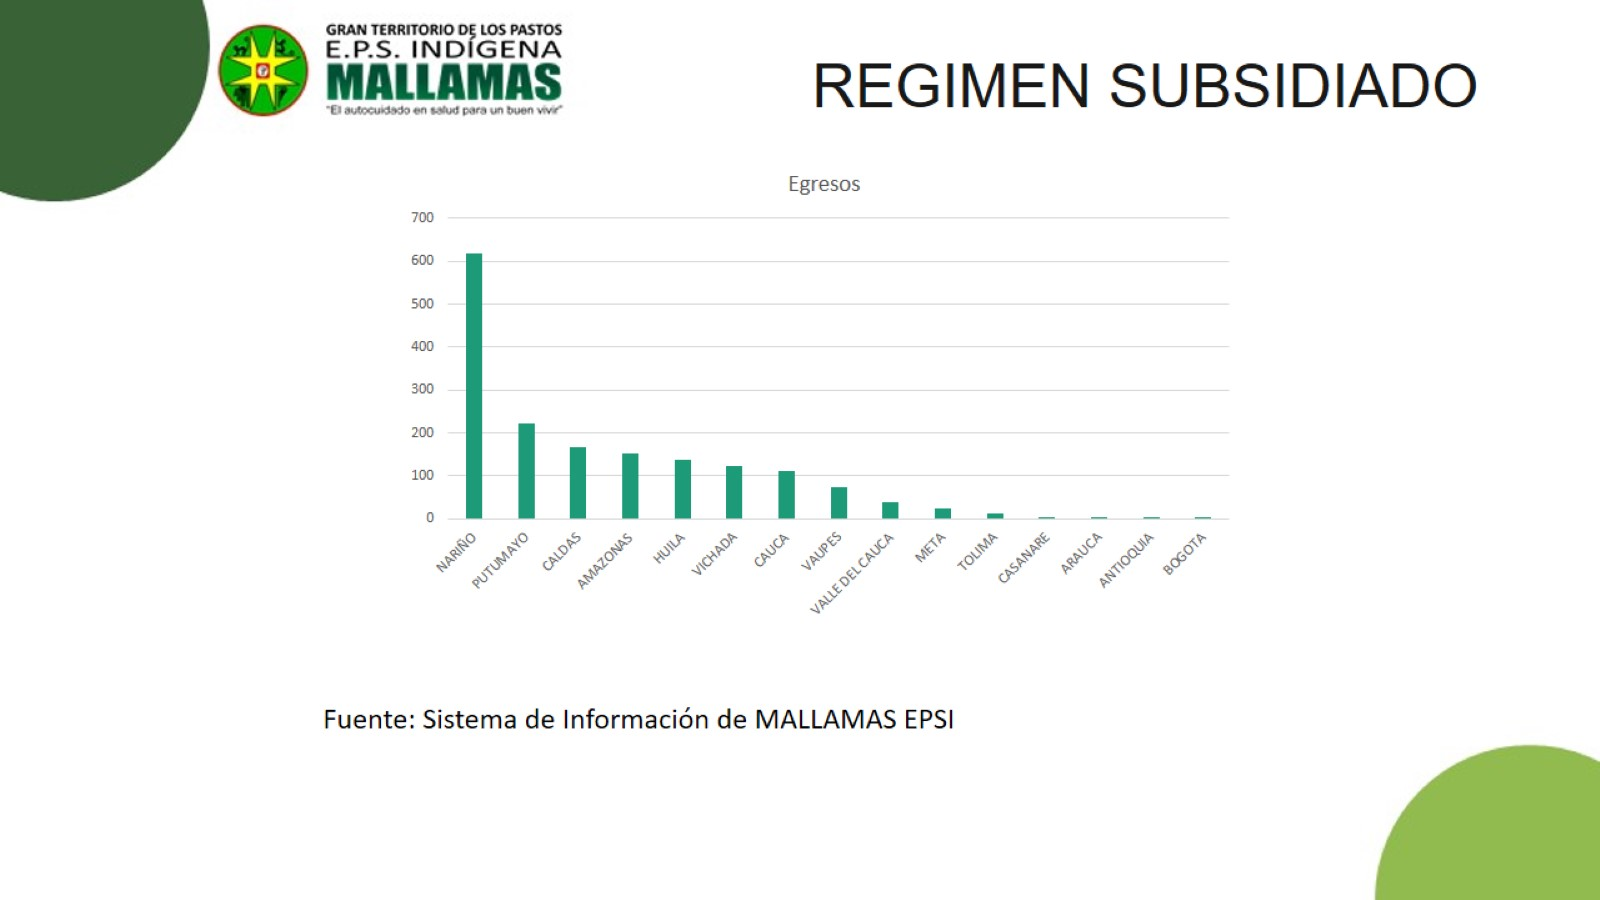 GRAN TERRITORIO DE LOS PASTOS
E.P.S. INDÍGENA
MALLAMAS
"El autocuidado en salud para un buen vivir"
REGIMEN SUBSIDIADO
Egresos
700
600
500
400
300
200
100
0
NARIÑO
PUTUMAYO
CALDAS
AMAZONAS
HUILA
VICHADA
CAUCA
VAUPES
VALLE DEL CAUCA
META
TOLIMA
CASANARE
ARAUCA
ANTIOQUIA
BOGOTA
Fuente: Sistema de Información de MALLAMAS EPSI